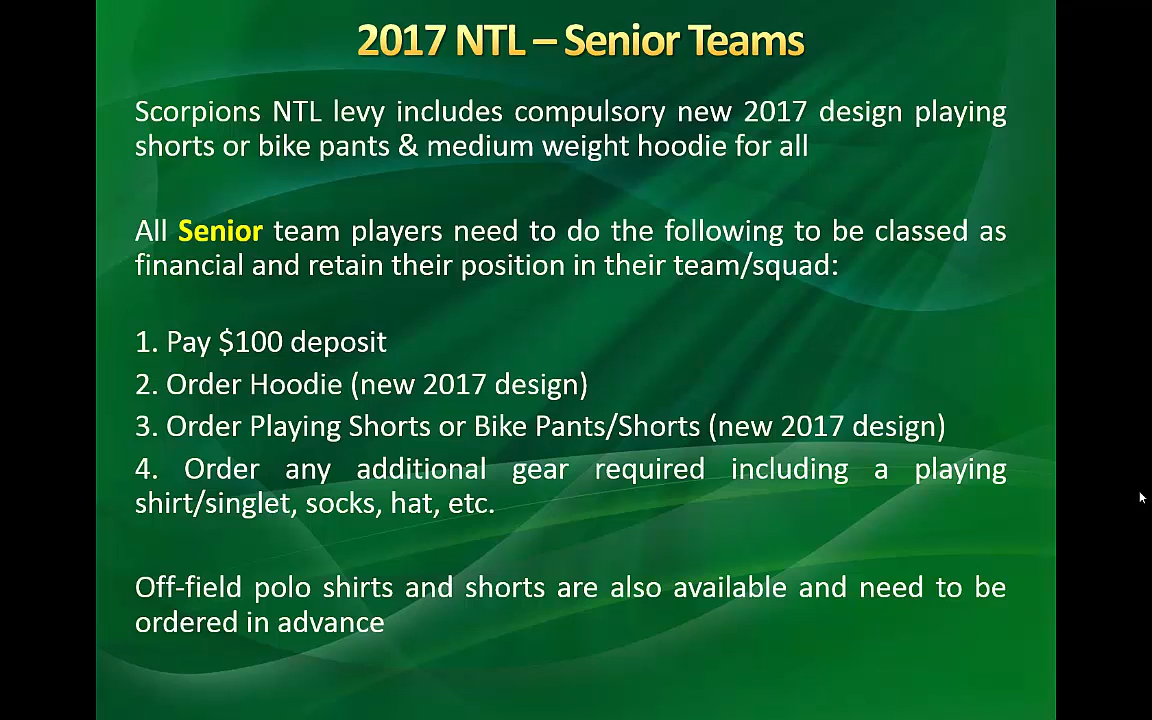 2017 NTL – Senior Teams
Scorpions NTL levy includes compulsory new 2017 design playing
shorts or bike pants & medium weight hoodie for all
All Senior team players need to do the following to be classed as
financial and retain their position in their team/squad:
1. Pay $100 deposit
2. Order Hoodie (new 2017 design)
3. Order Playing Shorts or Bike Pants/Shorts (new 2017 design)
4. Order any additional gear required including a playing
shirt/singlet, socks, hat, etc.
Off-field polo shirts and shorts are also available and need to be
ordered in advance